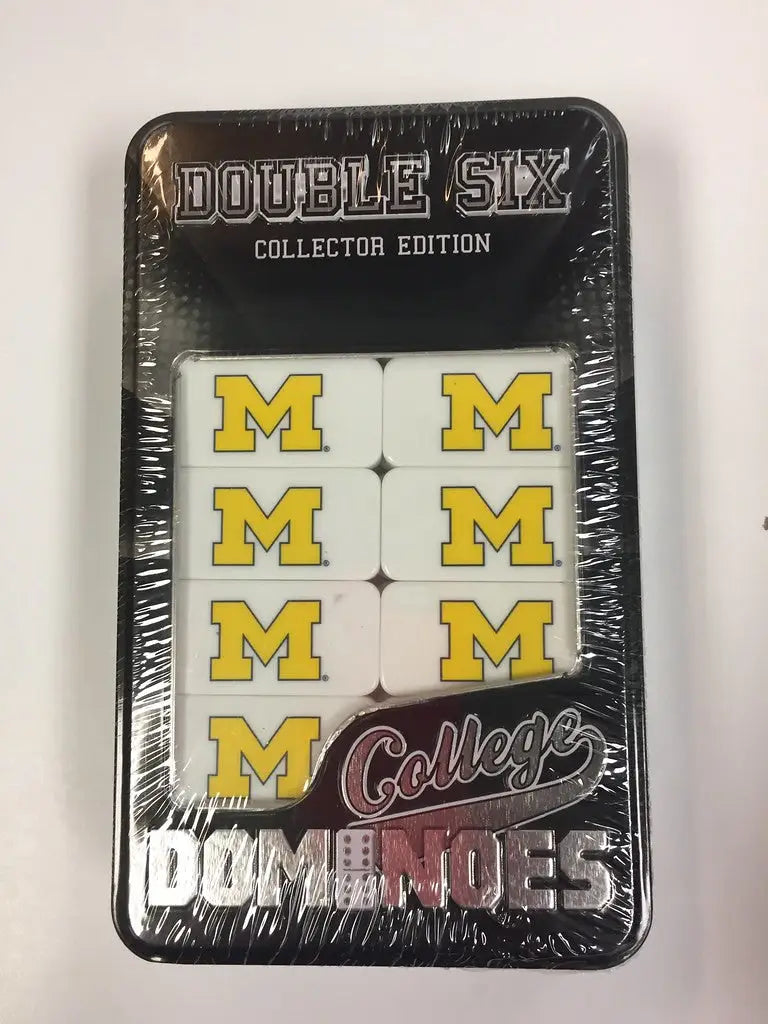 DOUBLE SIX
COLLECTOR EDITION
M® M®
M® M®
M® M
M
College
DOMINOES